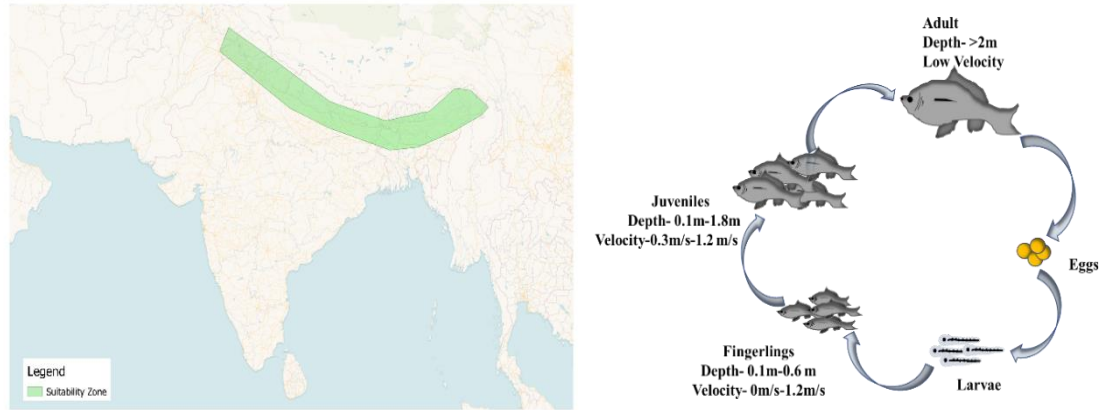 Legend
Suitability Zone
Adult
Depth- >2m
Low Velocity
Eggs
Larvae
Fingerlings
Depth- 0.1m-0.6 m
Velocity- 0m/s-1.2m/s
Juveniles
Depth- 0.1m-1.8m
Velocity-0.3m/s-1.2 m/s